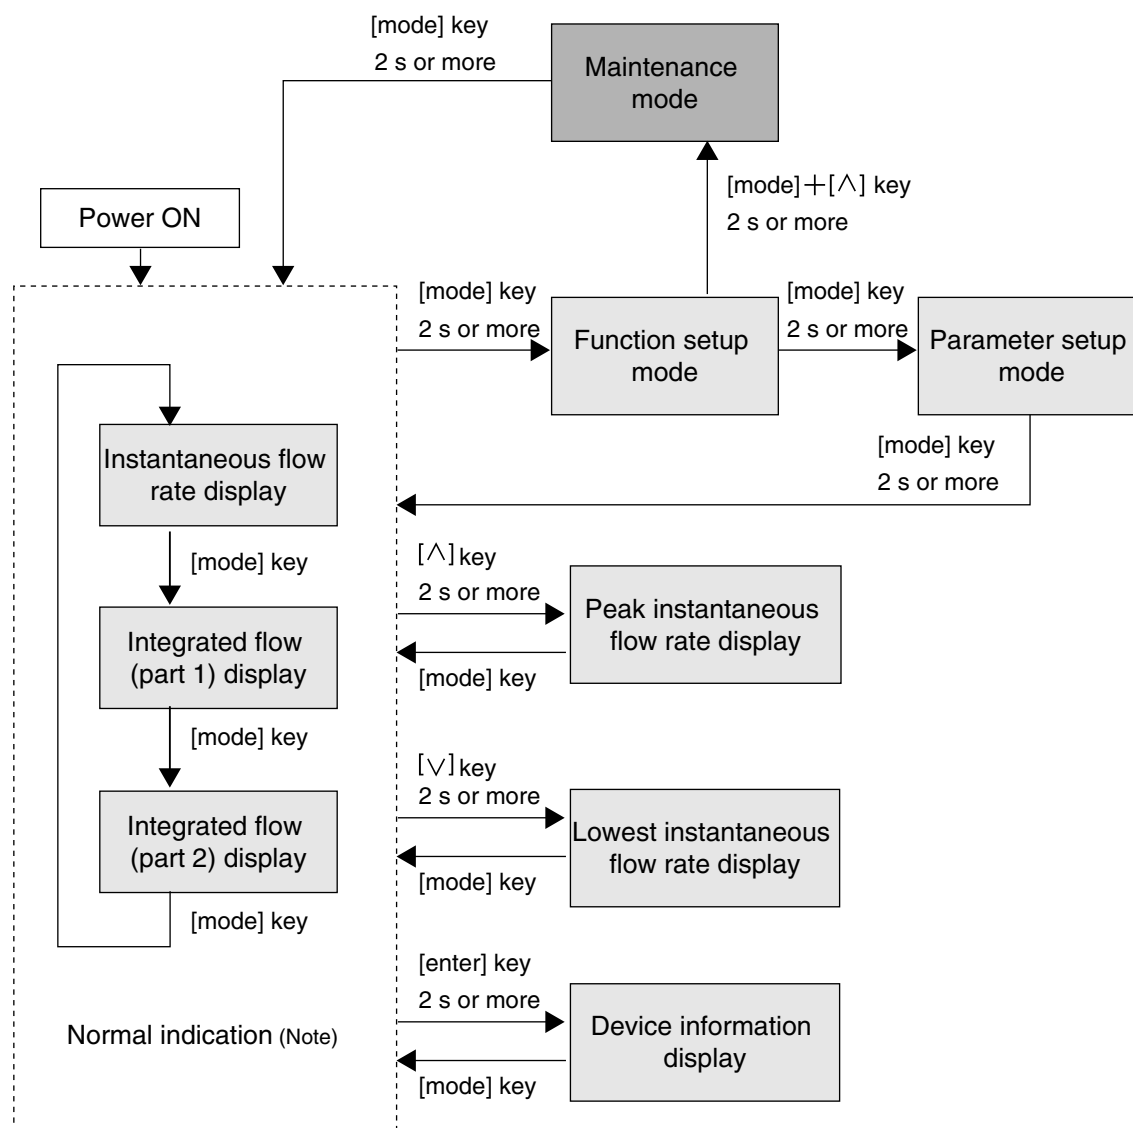 [mode] key
2 s or more
Maintenance
mode
[mode]+[∧] key
2 s or more
Power ON
[mode] key
2 s or more
Function setup
mode
[mode] key
2 s or more
Parameter setup
mode
[mode] key
2 s or more
Instantaneous flow
rate display
[mode] key
Integrated flow
(part 1) display
[mode] key
Integrated flow
(part 2) display
[mode] key
Normal indication (Note)
[∧] key
2 s or more
Peak instantaneous
flow rate display
[mode] key
[∨] key
2 s or more
Lowest instantaneous
flow rate display
[mode] key
[enter] key
2 s or more
Device information
display
[mode] key